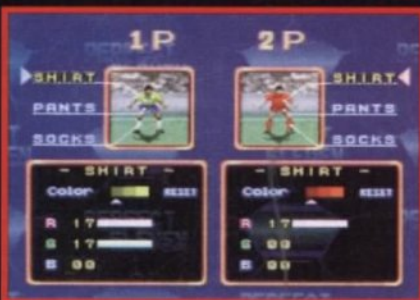 1P 2P
SHIRT SHIRT
PANTS PANTS
SOCKS SOCKS
- SHIRT - - SHIRT -
Color RESET Color RESET
R 17 R 17
G 17 G 00
B 00 B 00